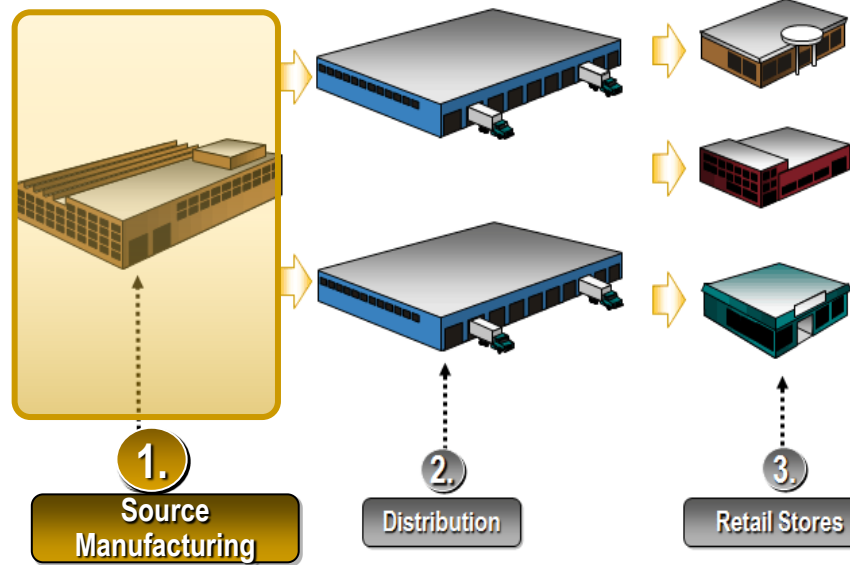 1.
Source
Manufacturing
2.
Distribution
3.
Retail Stores